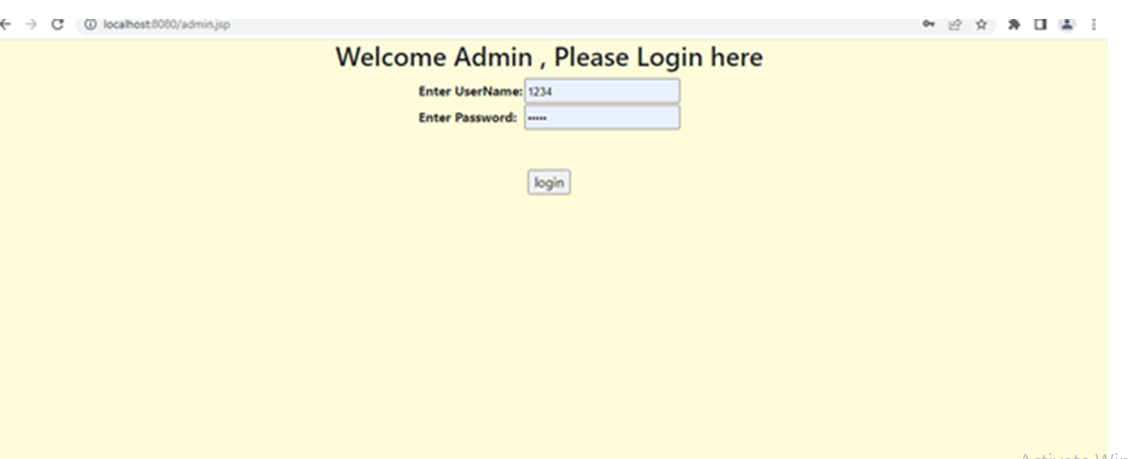 localhost:8080/admin.jsp
Welcome Admin , Please Login here
Enter UserName: 1234
Enter Password: •••••
login